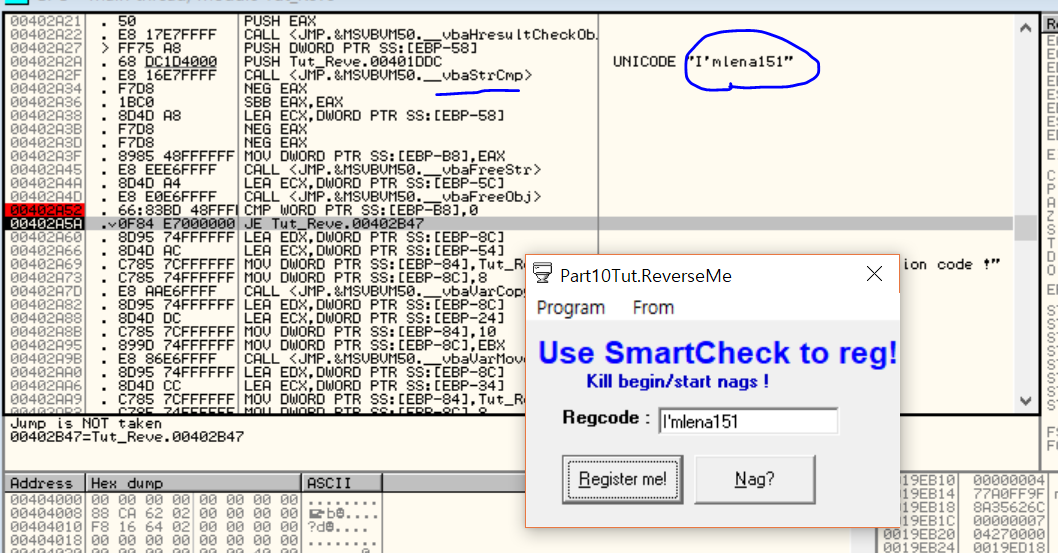 00402A21 . 50 PUSH EAX
00402A22 . E8 17E7FFFF CALL <JMP.&MSVBVM50.__vbaHresultCheckOb
00402A27 > FF75 A8 PUSH DWORD PTR SS:[EBP-58]
00402A2A . 68 DC1D4000 PUSH Tut_Reve.00401DDC UNICODE "I'mlena151"
00402A2F . E8 16E7FFFF CALL <JMP.&MSVBVM50.__vbaStrCmp>
00402A34 . F7D8 NEG EAX
00402A36 . 1BC0 SBB EAX,EAX
00402A38 . 8D4D A8 LEA ECX,DWORD PTR SS:[EBP-58]
00402A3B . F7D8 NEG EAX
00402A3D . F7D8 NEG EAX
00402A3F . 8985 48FFFFFF MOV DWORD PTR SS:[EBP-B8],EAX
00402A45 . E8 EEE6FFFF CALL <JMP.&MSVBVM50.__vbaFreeStr>
00402A4A . 8D4D A4 LEA ECX,DWORD PTR SS:[EBP-5C]
00402A4D . E8 E0E6FFFF CALL <JMP.&MSVBVM50.__vbaFreeObj>
00402A52 . 66:83BD 48FFF CMP WORD PTR SS:[EBP-B8],0
00402A5A .v 0F84 E7000000 JE Tut_Reve.00402B47
00402A60 . 8D95 74FFFFFF LEA EDX,DWORD PTR SS:[EBP-8C]
00402A66 . 8D4D AC LEA ECX,DWORD PTR SS:[EBP-54]
00402A69 . C785 7CFFFFFF MOV DWORD PTR SS:[EBP-84],Tut_R ion code !"
00402A73 . C785 74FFFFFF MOV DWORD PTR SS:[EBP-8C],8
00402A7D . E8 AAE6FFFF CALL <JMP.&MSVBVM50.__vbaVarCop
00402A82 . 8D95 74FFFFFF LEA EDX,DWORD PTR SS:[EBP-8C]
00402A88 . 8D4D DC LEA ECX,DWORD PTR SS:[EBP-24]
00402A8B . C785 7CFFFFFF MOV DWORD PTR SS:[EBP-84],10
00402A95 . 899D 74FFFFFF MOV DWORD PTR SS:[EBP-8C],EBX
00402A9B . E8 86E6FFFF CALL <JMP.&MSVBVM50.__vbaVarMov
00402AA0 . 8D95 74FFFFFF LEA EDX,DWORD PTR SS:[EBP-8C]
00402AA6 . 8D4D CC LEA ECX,DWORD PTR SS:[EBP-34]
00402AA9 . C785 7CFFFFFF MOV DWORD PTR SS:[EBP-84],Tut_R
Jump is NOT taken
00402B47=Tut_Reve.00402B47
Address Hex dump ASCII
00404000 00 00 00 00 00 00 00 00 ........
00404008 88 CA 62 02 00 00 00 00
00404010 F8 16 64 02 00 00 00 00
00404018 00 00 00 00 00 00 00 00 ........
Part10Tut.ReverseMe
Program From
Use SmartCheck to reg!
Kill begin/start nags !
Regcode : I'mlena151
Register me! Nag?
0019EB10 00000004
0019EB14 77A0FF9F
0019EB18 8A35626C
0019EB1C 00000007
0019EB20 04270000
0019EB24 0019ED18